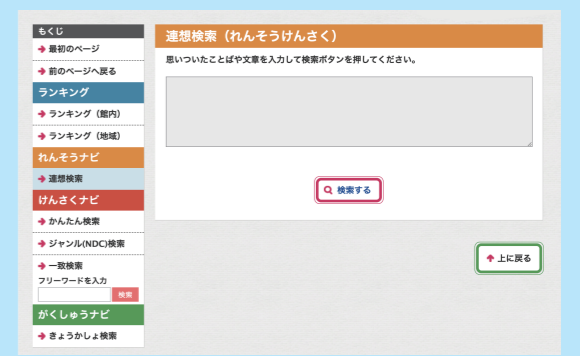 もくじ
最初のページ
前のページへ戻る
ランキング
ランキング（館内）
ランキング（地域）
れんそうナビ
連想検索
けんさくナビ
かんたん検索
ジャンル(NDC)検索
一致検索
フリーワードを入力
検索
がくしゅうナビ
きょうかしょ検索
連想検索（れんそうけんさく）
思いついたことばや文章を入力して検索ボタンを押してください。
検索する
上に戻る